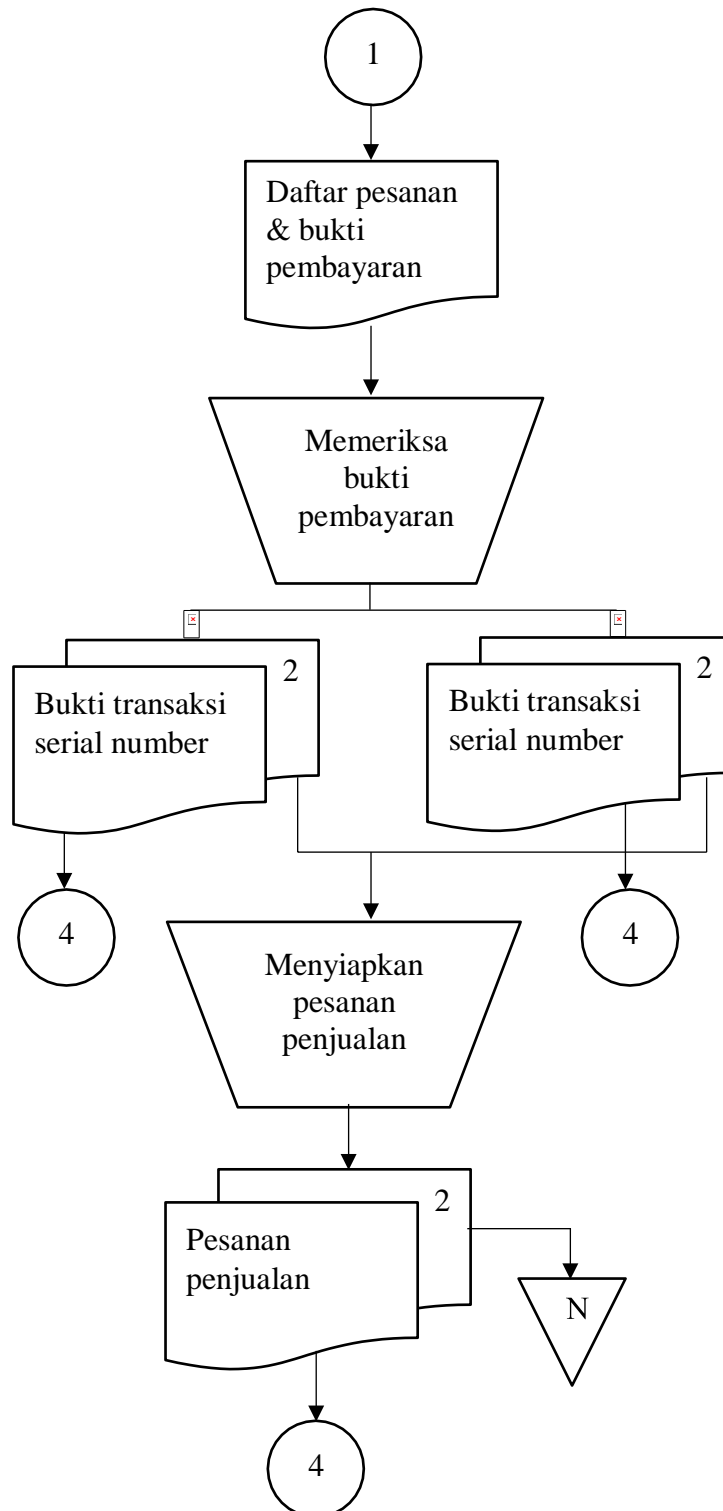 1
Daftar pesanan
& bukti
pembayaran
Memeriksa
bukti
pembayaran
2
Bukti transaksi
serial number
2
Bukti transaksi
serial number
4
4
Menyiapkan
pesanan
penjualan
2
Pesanan
penjualan
N
4